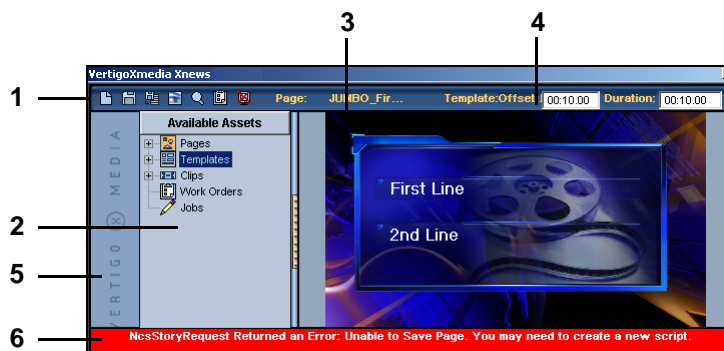 3
4
VertigoXmedia Xnews
1
Page: JUMBO_Fir... Template:Offset 00:10.00 Duration: 00:10.00
Available Assets
Pages
Templates
Clips
Work Orders
Jobs
First Line
2nd Line
2
5
VERTIGO X MEDIA
6
NcsStoryRequest Returned an Error: Unable to Save Page. You may need to create a new script.